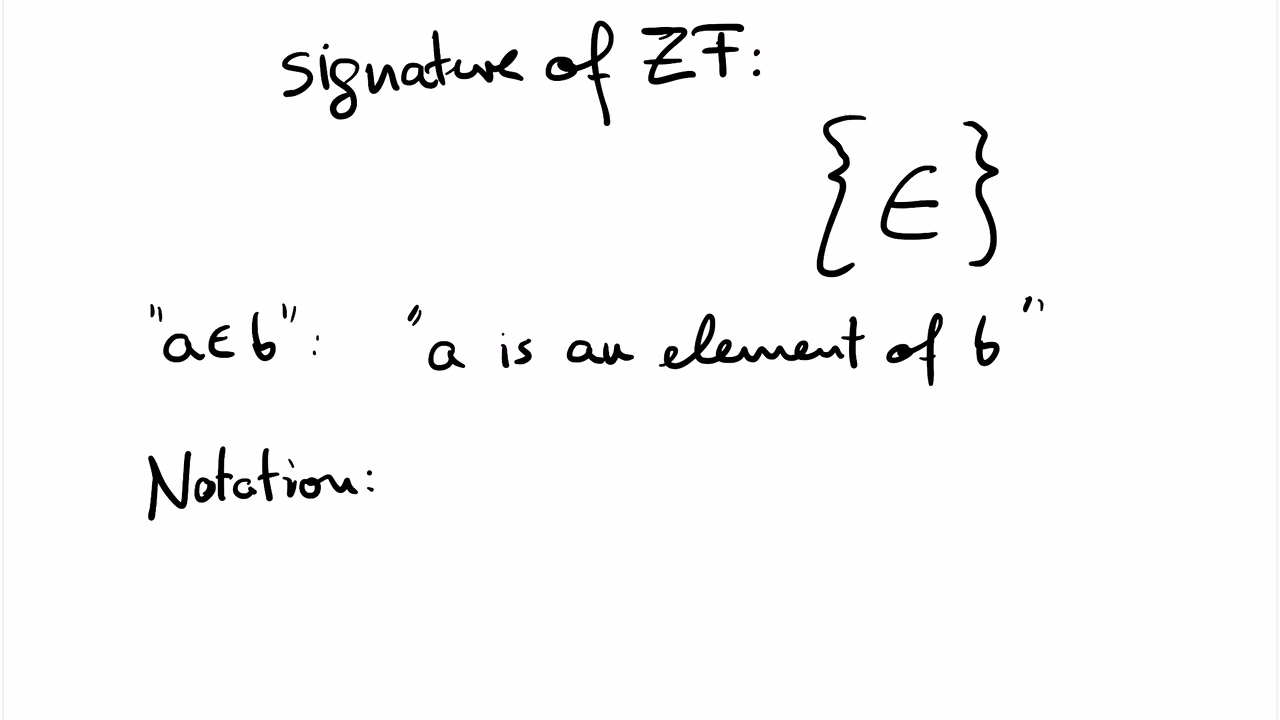 signature of ZF:
{∈}
"a∈b": "a is an element of b"
Notation: